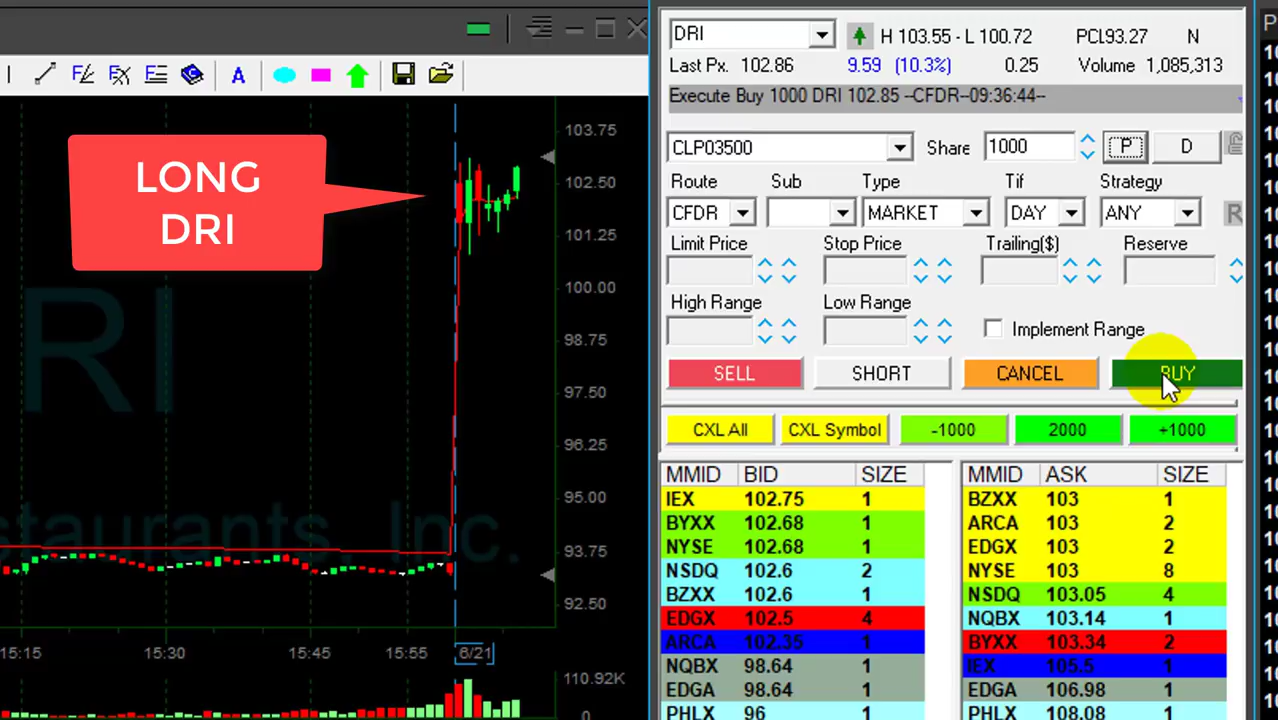 DRI
H 103.55 - L 100.72
PCL93.27
N
Last Px. 102.86
9.59 (10.3%)
0.25
Volume 1,085,313
Execute Buy 1000 DRI 102.85 --CFDR--09:36:44--
CLP03500
Share
1000
P
D
Route
Sub
Type
Tif
Strategy
CFDR
MARKET
DAY
ANY
R
Limit Price
Stop Price
Trailing($)
Reserve
High Range
Low Range
Implement Range
SELL
SHORT
CANCEL
BUY
CXL All
CXL Symbol
-1000
2000
+1000
MMID BID SIZE
IEX 102.75 1
BYXX 102.68 1
NYSE 102.68 1
NSDQ 102.6 2
BZXX 102.6 1
EDGX 102.5 4
ARCA 102.35 1
NQBX 98.64 1
EDGA 98.64 1
PHLX 96 1
MMID ASK SIZE
BZXX 103 1
ARCA 103 2
EDGX 103 2
NYSE 103 8
NSDQ 103.05 4
NQBX 103.14 1
BYXX 103.34 2
IEX 105.5 1
EDGA 106.98 1
PHLX 108.08 1
A
LONG
DRI
RI
staurants, Inc.
103.75
102.50
101.25
100.00
98.75
97.50
96.25
95.00
93.75
92.50
15:15
15:30
15:45
15:55
6/21
110.92K
0